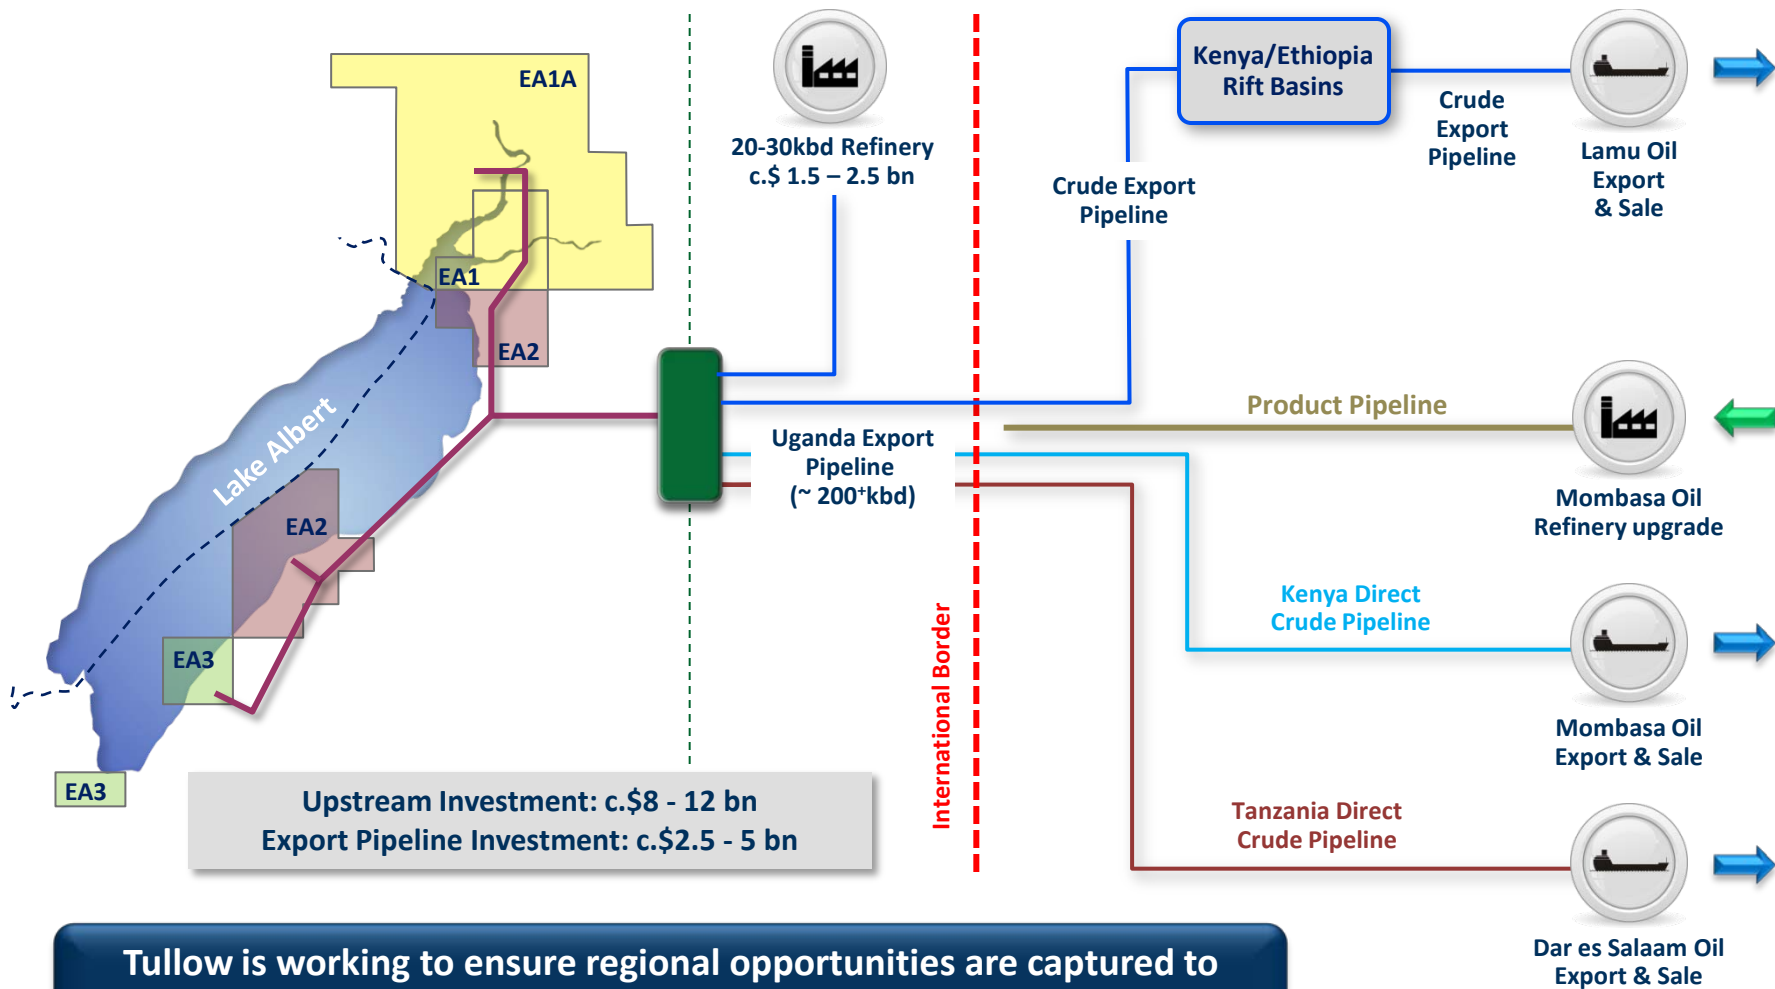 EA1A
EA1
EA2
Lake Albert
EA2
EA3
EA3
20-30kbd Refinery
c.$ 1.5 – 2.5 bn
Uganda Export
Pipeline
(~ 200+kbd)
International Border
Crude Export
Pipeline
Kenya/Ethiopia
Rift Basins
Crude
Export
Pipeline
Lamu Oil
Export
& Sale
Product Pipeline
Mombasa Oil
Refinery upgrade
Kenya Direct
Crude Pipeline
Mombasa Oil
Export & Sale
Tanzania Direct
Crude Pipeline
Dar es Salaam Oil
Export & Sale
Upstream Investment: c.$8 - 12 bn
Export Pipeline Investment: c.$2.5 - 5 bn
Tullow is working to ensure regional opportunities are captured to